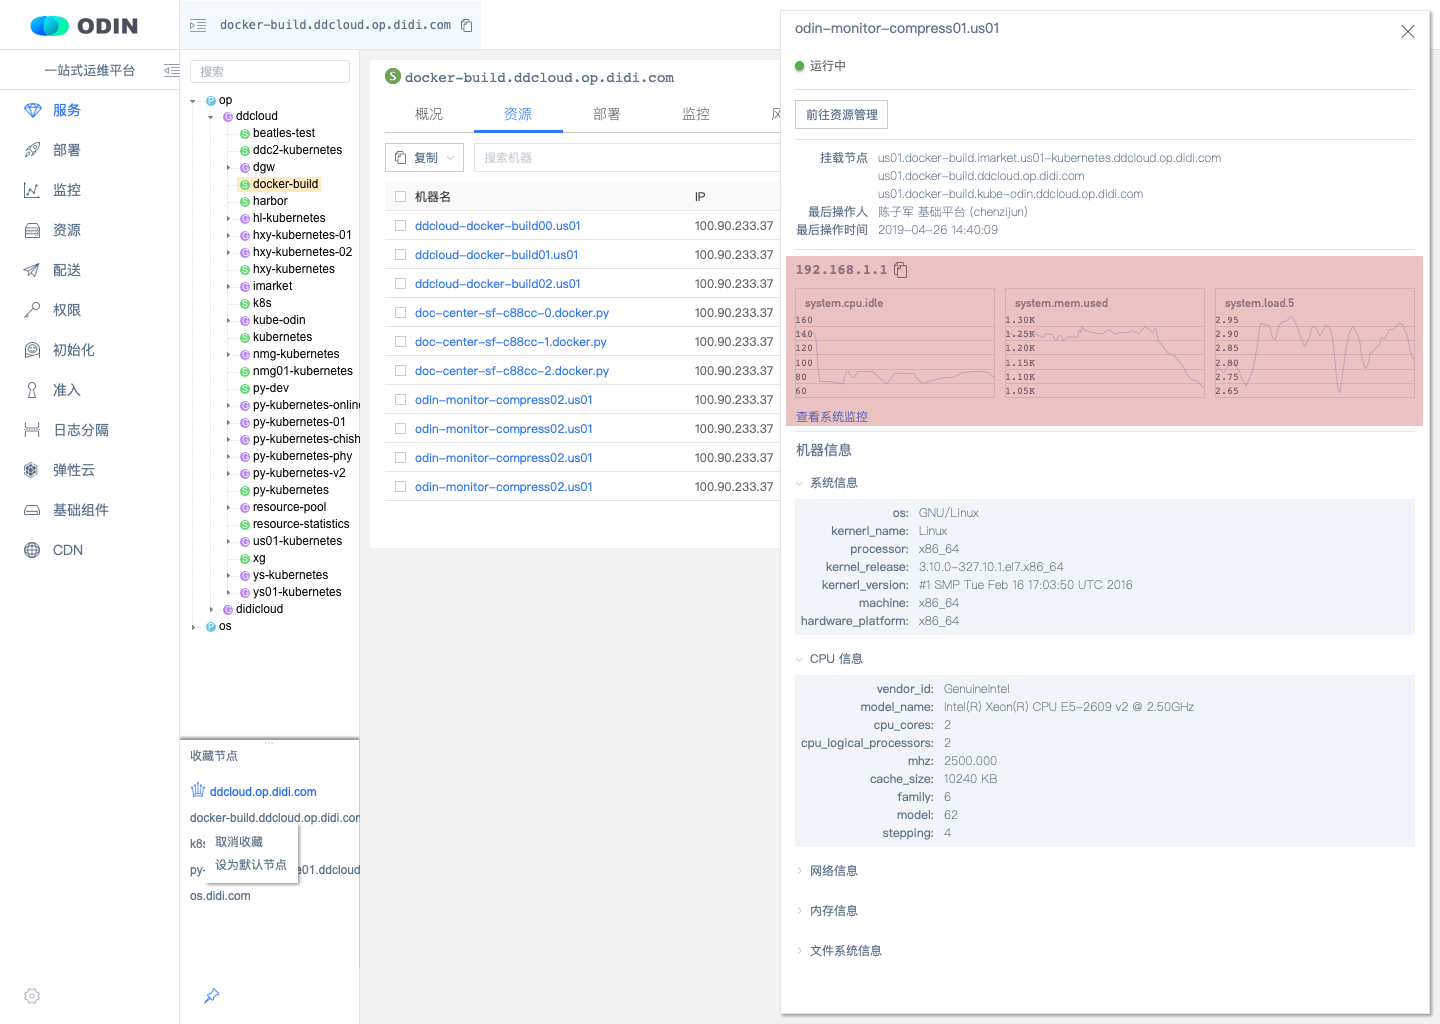 ODIN
一站式运维平台
服务
部署
监控
资源
配送
权限
初始化
准入
日志分隔
弹性云
基础组件
CDN
docker-build.ddcloud.op.didi.com
搜索
P op
G ddcloud
S beatles-test
S ddc2-kubernetes
G dgw
S docker-build
S harbor
G hl-kubernetes
G hxy-kubernetes-01
G hxy-kubernetes-02
S hxy-kubernetes
G imarket
S k8s
G kube-odin
S kubernetes
G nmg-kubernetes
S nmg01-kubernetes
S py-dev
G py-kubernetes-online
G py-kubernetes-01
G py-kubernetes-chish
G py-kubernetes-phy
G py-kubernetes-v2
S py-kubernetes
G resource-pool
S resource-statistics
G us01-kubernetes
S xg
G ys-kubernetes
G ys01-kubernetes
G didicloud
P os
收藏节点
ddcloud.op.didi.com
docker-build.ddcloud.op.didi.com
k8s
取消收藏
py-
设为默认节点
e01.ddcloud
os.didi.com
S docker-build.ddcloud.op.didi.com
概况
资源
部署
监控
复制
搜索机器
机器名 IP
ddcloud-docker-build00.us01 100.90.233.37
ddcloud-docker-build01.us01 100.90.233.37
ddcloud-docker-build02.us01 100.90.233.37
doc-center-sf-c88cc-0.docker.py 100.90.233.37
doc-center-sf-c88cc-1.docker.py 100.90.233.37
doc-center-sf-c88cc-2.docker.py 100.90.233.37
odin-monitor-compress02.us01 100.90.233.37
odin-monitor-compress02.us01 100.90.233.37
odin-monitor-compress02.us01 100.90.233.37
odin-monitor-compress02.us01 100.90.233.37
odin-monitor-compress01.us01
运行中
前往资源管理
挂载节点 us01.docker-build.imarket.us01-kubernetes.ddcloud.op.didi.com
us01.docker-build.ddcloud.op.didi.com
us01.docker-build.kube-odin.ddcloud.op.didi.com
最后操作人 陈子军 基础平台 (chenzijun)
最后操作时间 2019-04-26 14:40:09
192.168.1.1
system.cpu.idle
160
140
120
100
80
60
system.mem.used
1.30K
1.25K
1.20K
1.15K
1.10K
1.05K
system.load.5
2.95
2.90
2.85
2.80
2.75
2.65
查看系统监控
机器信息
系统信息
os: GNU/Linux
kernerl_name: Linux
processor: x86_64
kernel_release: 3.10.0-327.10.1.el7.x86_64
kernerl_version: #1 SMP Tue Feb 16 17:03:50 UTC 2016
machine: x86_64
hardware_platform: x86_64
CPU 信息
vendor_id: GenuineIntel
model_name: Intel(R) Xeon(R) CPU E5-2609 v2 @ 2.50GHz
cpu_cores: 2
cpu_logical_processors: 2
mhz: 2500.000
cache_size: 10240 KB
family: 6
model: 62
stepping: 4
网络信息
内存信息
文件系统信息